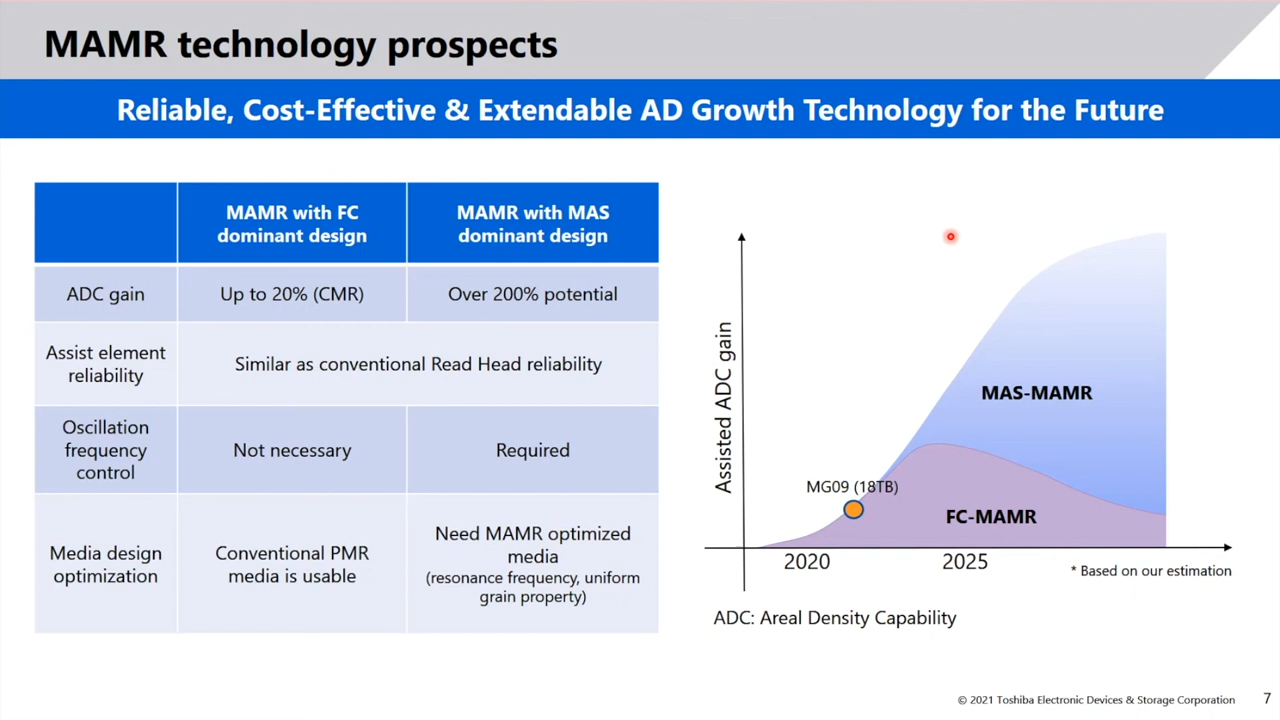 MAMR technology prospects
Reliable, Cost-Effective & Extendable AD Growth Technology for the Future
MAMR with FC
dominant design
MAMR with MAS
dominant design
ADC gain
Up to 20% (CMR)
Over 200% potential
Assist element
reliability
Similar as conventional Read Head reliability
Oscillation
frequency
control
Not necessary
Required
Media design
optimization
Conventional PMR
media is usable
Need MAMR optimized
media
(resonance frequency, uniform
grain property)
Assisted ADC gain
MAS-MAMR
MG09 (18TB)
FC-MAMR
2020
2025
* Based on our estimation
ADC: Areal Density Capability
© 2021 Toshiba Electronic Devices & Storage Corporation
7